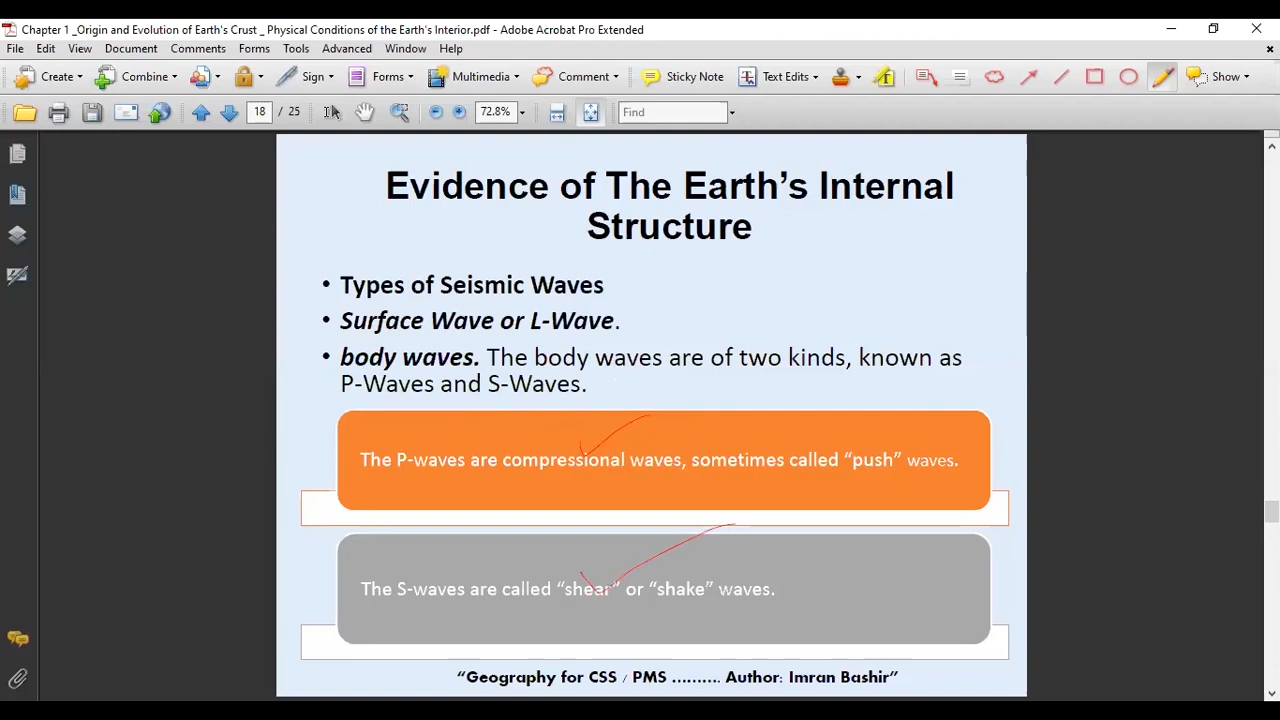 Chapter 1 _Origin and Evolution of Earth's Crust _ Physical Conditions of the Earth's Interior.pdf - Adobe Acrobat Pro Extended
File Edit View Document Comments Forms Tools Advanced Window Help
Create Combine Sign Forms Multimedia Comment Sticky Note Text Edits Show
18 / 25 72.8% Find
Evidence of The Earth’s Internal
Structure
• Types of Seismic Waves
• Surface Wave or L-Wave.
• body waves. The body waves are of two kinds, known as
P-Waves and S-Waves.
The P-waves are compressional waves, sometimes called “push” waves.
The S-waves are called “shear” or “shake” waves.
“Geography for CSS / PMS ......... Author: Imran Bashir”